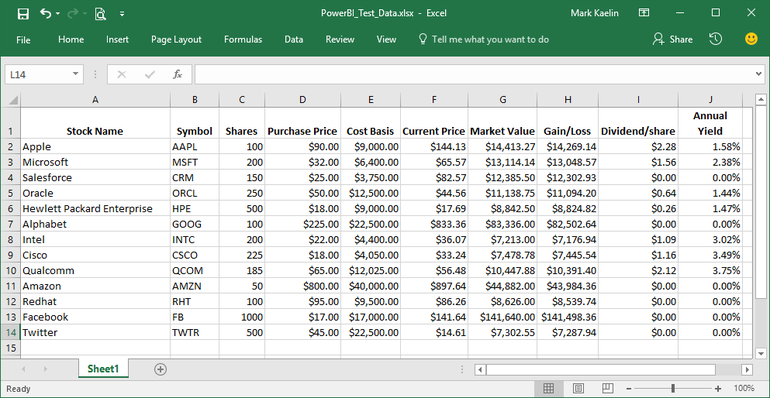 PowerBI_Test_Data.xlsx - Excel Mark Kaelin
File Home Insert Page Layout Formulas Data Review View Tell me what you want to do Share
L14 fx
A B C D E F G H I J
Annual
1 Stock Name Symbol Shares Purchase Price Cost Basis Current Price Market Value Gain/Loss Dividend/share Yield
2 Apple AAPL 100 $90.00 $9,000.00 $144.13 $14,413.27 $14,269.14 $2.28 1.58%
3 Microsoft MSFT 200 $32.00 $6,400.00 $65.57 $13,114.14 $13,048.57 $1.56 2.38%
4 Salesforce CRM 150 $25.00 $3,750.00 $82.57 $12,385.50 $12,302.93 $0.00 0.00%
5 Oracle ORCL 250 $50.00 $12,500.00 $44.56 $11,138.75 $11,094.20 $0.64 1.44%
6 Hewlett Packard Enterprise HPE 500 $18.00 $9,000.00 $17.69 $8,842.50 $8,824.82 $0.26 1.47%
7 Alphabet GOOG 100 $225.00 $22,500.00 $833.36 $83,336.00 $82,502.64 $0.00 0.00%
8 Intel INTC 200 $22.00 $4,400.00 $36.07 $7,213.00 $7,176.94 $1.09 3.02%
9 Cisco CSCO 225 $18.00 $4,050.00 $33.24 $7,478.78 $7,445.54 $1.16 3.49%
10 Qualcomm QCOM 185 $65.00 $12,025.00 $56.48 $10,447.88 $10,391.40 $2.12 3.75%
11 Amazon AMZN 50 $800.00 $40,000.00 $897.64 $44,882.00 $43,984.36 $0.00 0.00%
12 Redhat RHT 100 $95.00 $9,500.00 $86.26 $8,626.00 $8,539.74 $0.00 0.00%
13 Facebook FB 1000 $17.00 $17,000.00 $141.64 $141,640.00 $141,498.36 $0.00 0.00%
14 Twitter TWTR 500 $45.00 $22,500.00 $14.61 $7,302.55 $7,287.94 $0.00 0.00%
15
Sheet1
Ready 100%